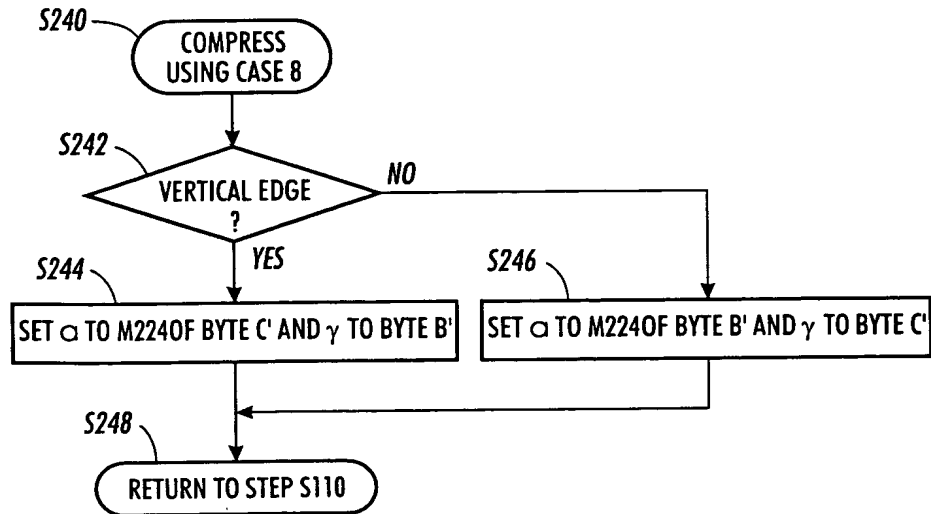 S240
COMPRESS
USING CASE 8
S242
VERTICAL EDGE
?
NO
YES
S244
SET α TO M224OF BYTE C' AND γ TO BYTE B'
S246
SET α TO M224OF BYTE B' AND γ TO BYTE C'
S248
RETURN TO STEP S110